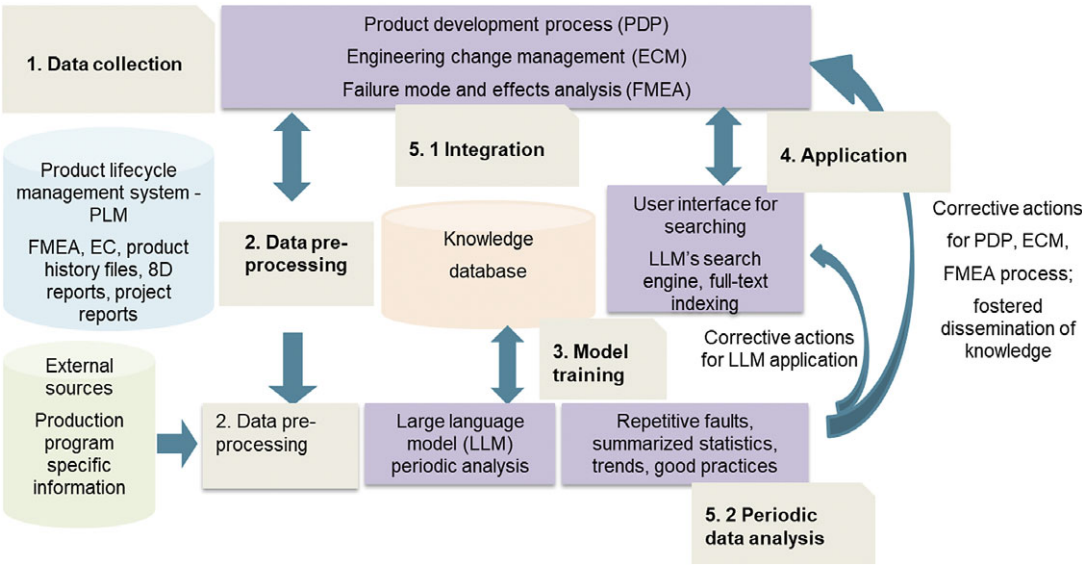 1. Data collection
Product development process (PDP)
Engineering change management (ECM)
Failure mode and effects analysis (FMEA)
5. 1 Integration
4. Application
Product lifecycle
management system -
PLM
FMEA, EC, product
history files, 8D
reports, project
reports
2. Data pre-
processing
Knowledge
database
User interface for
searching
LLM's search
engine, full-text
indexing
Corrective actions
for PDP, ECM,
FMEA process;
fostered
dissemination of
knowledge
Corrective actions
for LLM application
3. Model
training
External
sources
Production
program
specific
information
2. Data pre-
processing
Large language
model (LLM)
periodic analysis
Repetitive faults,
summarized statistics,
trends, good practices
5. 2 Periodic
data analysis